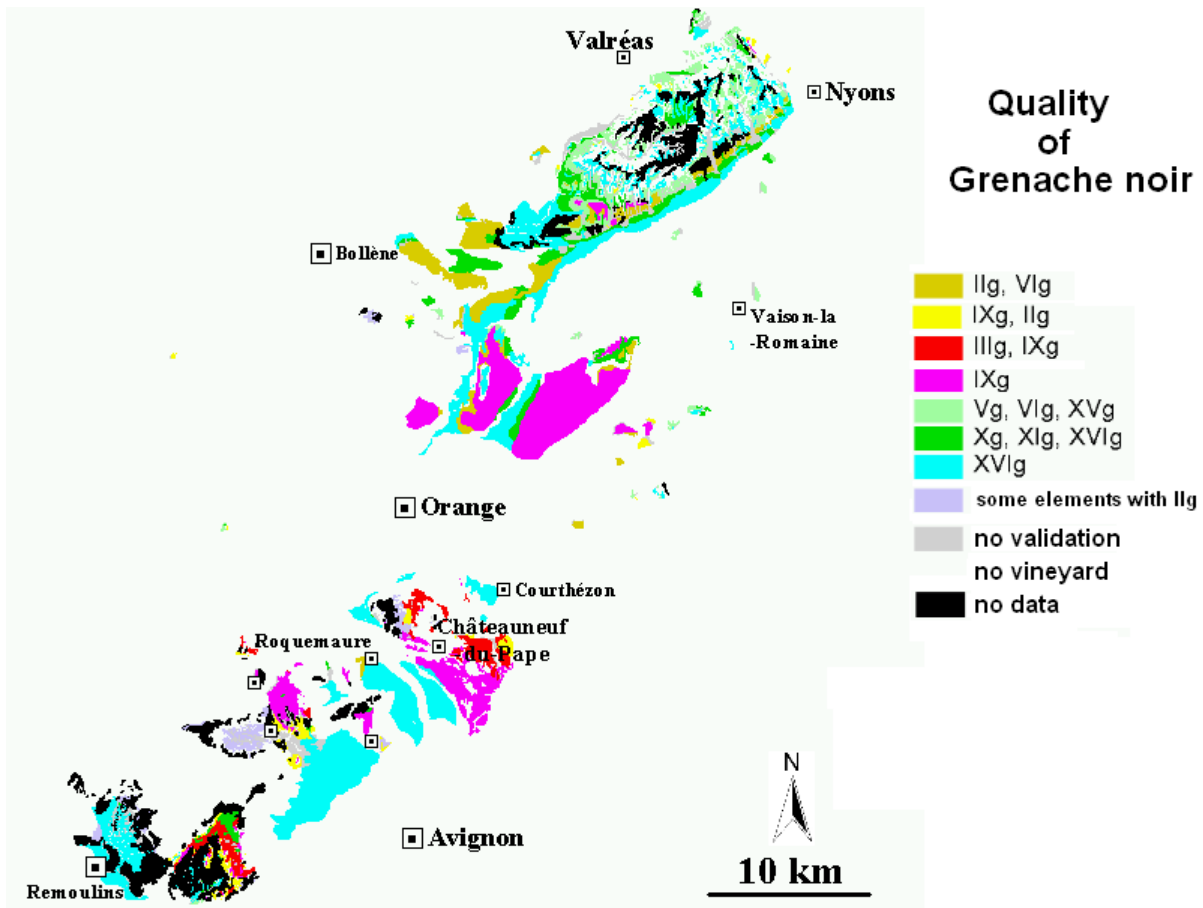 Valréas
Nyons
Quality
of
Grenache noir
Bollène
IIg, VIg
IXg, IIg
Vaison-la
-Romaine
IIIg, IXg
IXg
Vg, VIg, XVg
Xg, XIg, XVIg
XVIg
some elements with IIg
Orange
no validation
no vineyard
Courthézon
no data
Châteauneuf
-du-Pape
Roquemaure
N
Avignon
10 km
Remoulins